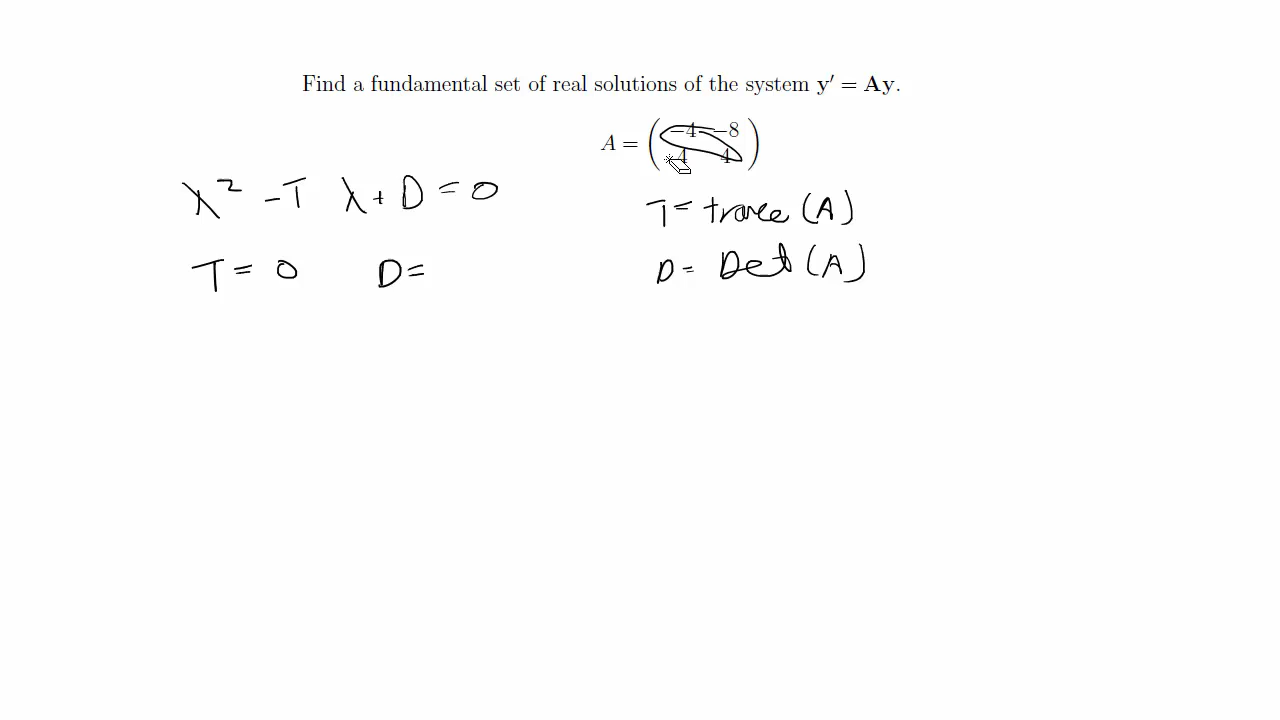 Find a fundamental set of real solutions of the system y′ = Ay.
A = ( −4 −8
4 4 )
λ² − T λ + D = 0
T = trace (A)
T = 0 D =
D = Det (A)